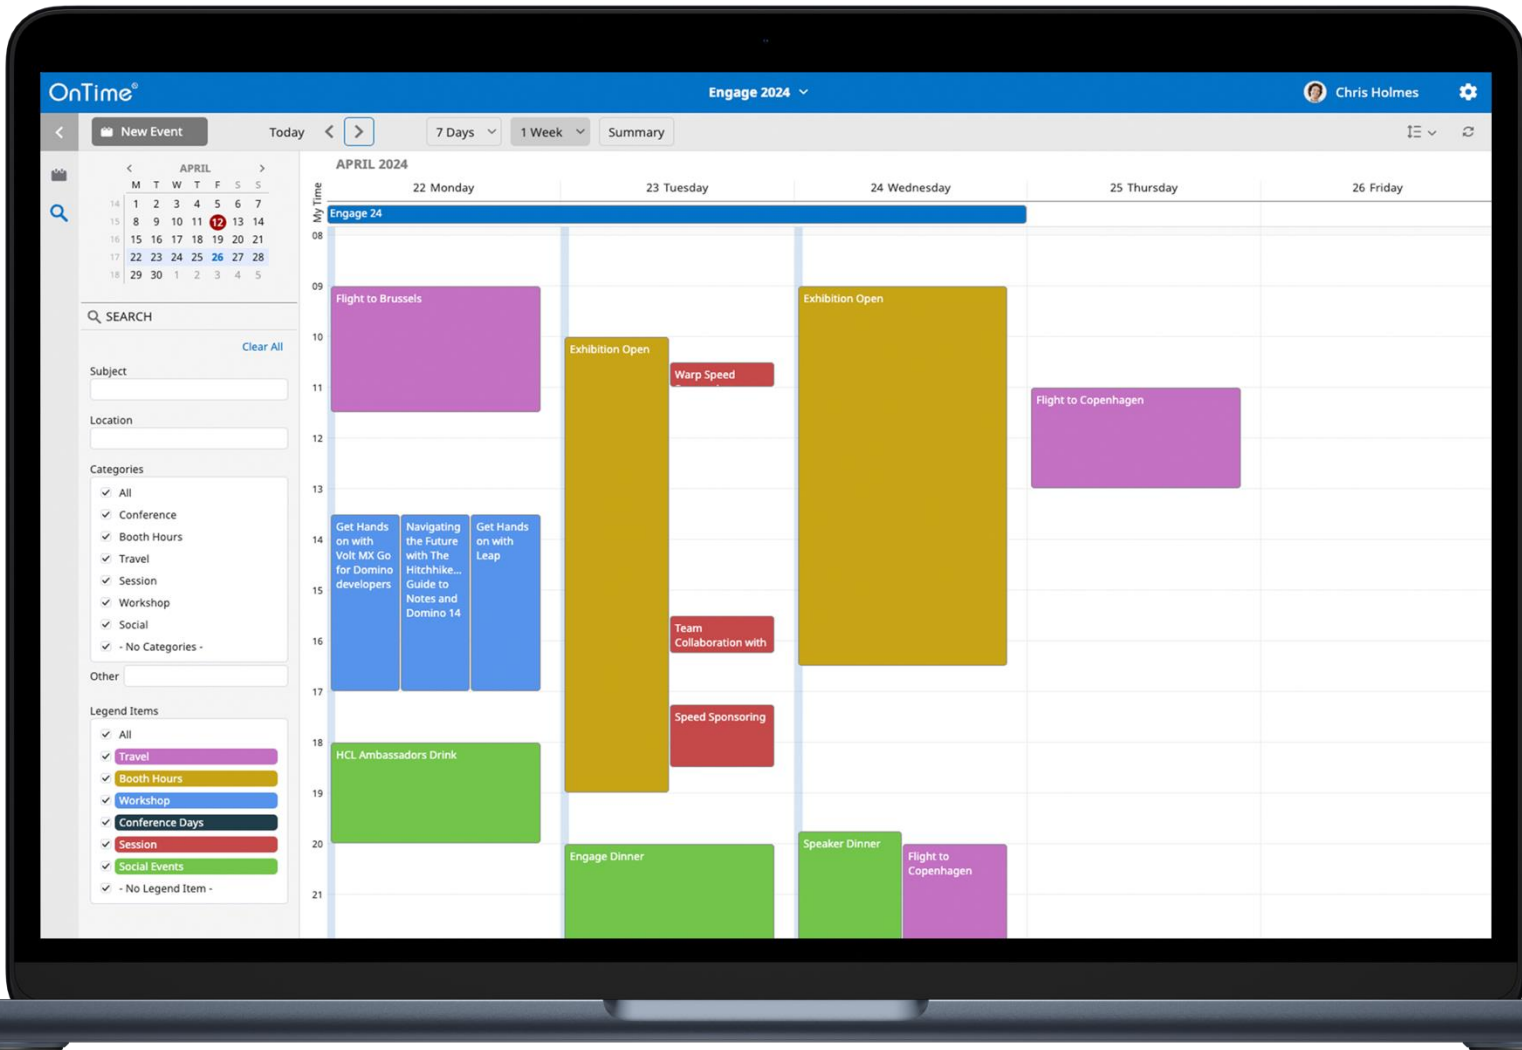 OnTime®
Engage 2024
Chris Holmes
New Event
Today
7 Days
1 Week
Summary
APRIL
M T W T F S S
14 1 2 3 4 5 6 7
15 8 9 10 11 12 13 14
16 15 16 17 18 19 20 21
17 22 23 24 25 26 27 28
18 29 30 1 2 3 4 5
SEARCH
Clear All
Subject
Location
Categories
All
Conference
Booth Hours
Travel
Session
Workshop
Social
- No Categories -
Other
Legend Items
All
Travel
Booth Hours
Workshop
Conference Days
Session
Social Events
- No Legend Item -
APRIL 2024
22 Monday
23 Tuesday
24 Wednesday
25 Thursday
26 Friday
My Time
Engage 24
08
09
10
11
12
13
14
15
16
17
18
19
20
21
Flight to Brussels
Get Hands
on with
Volt MX Go
for Domino
developers
Navigating
the Future
with The
Hitchhike...
Guide to
Notes and
Domino 14
Get Hands
on with
Leap
HCL Ambassadors Drink
Exhibition Open
Warp Speed
Team
Collaboration with
Speed Sponsoring
Engage Dinner
Exhibition Open
Speaker Dinner
Flight to
Copenhagen
Flight to Copenhagen